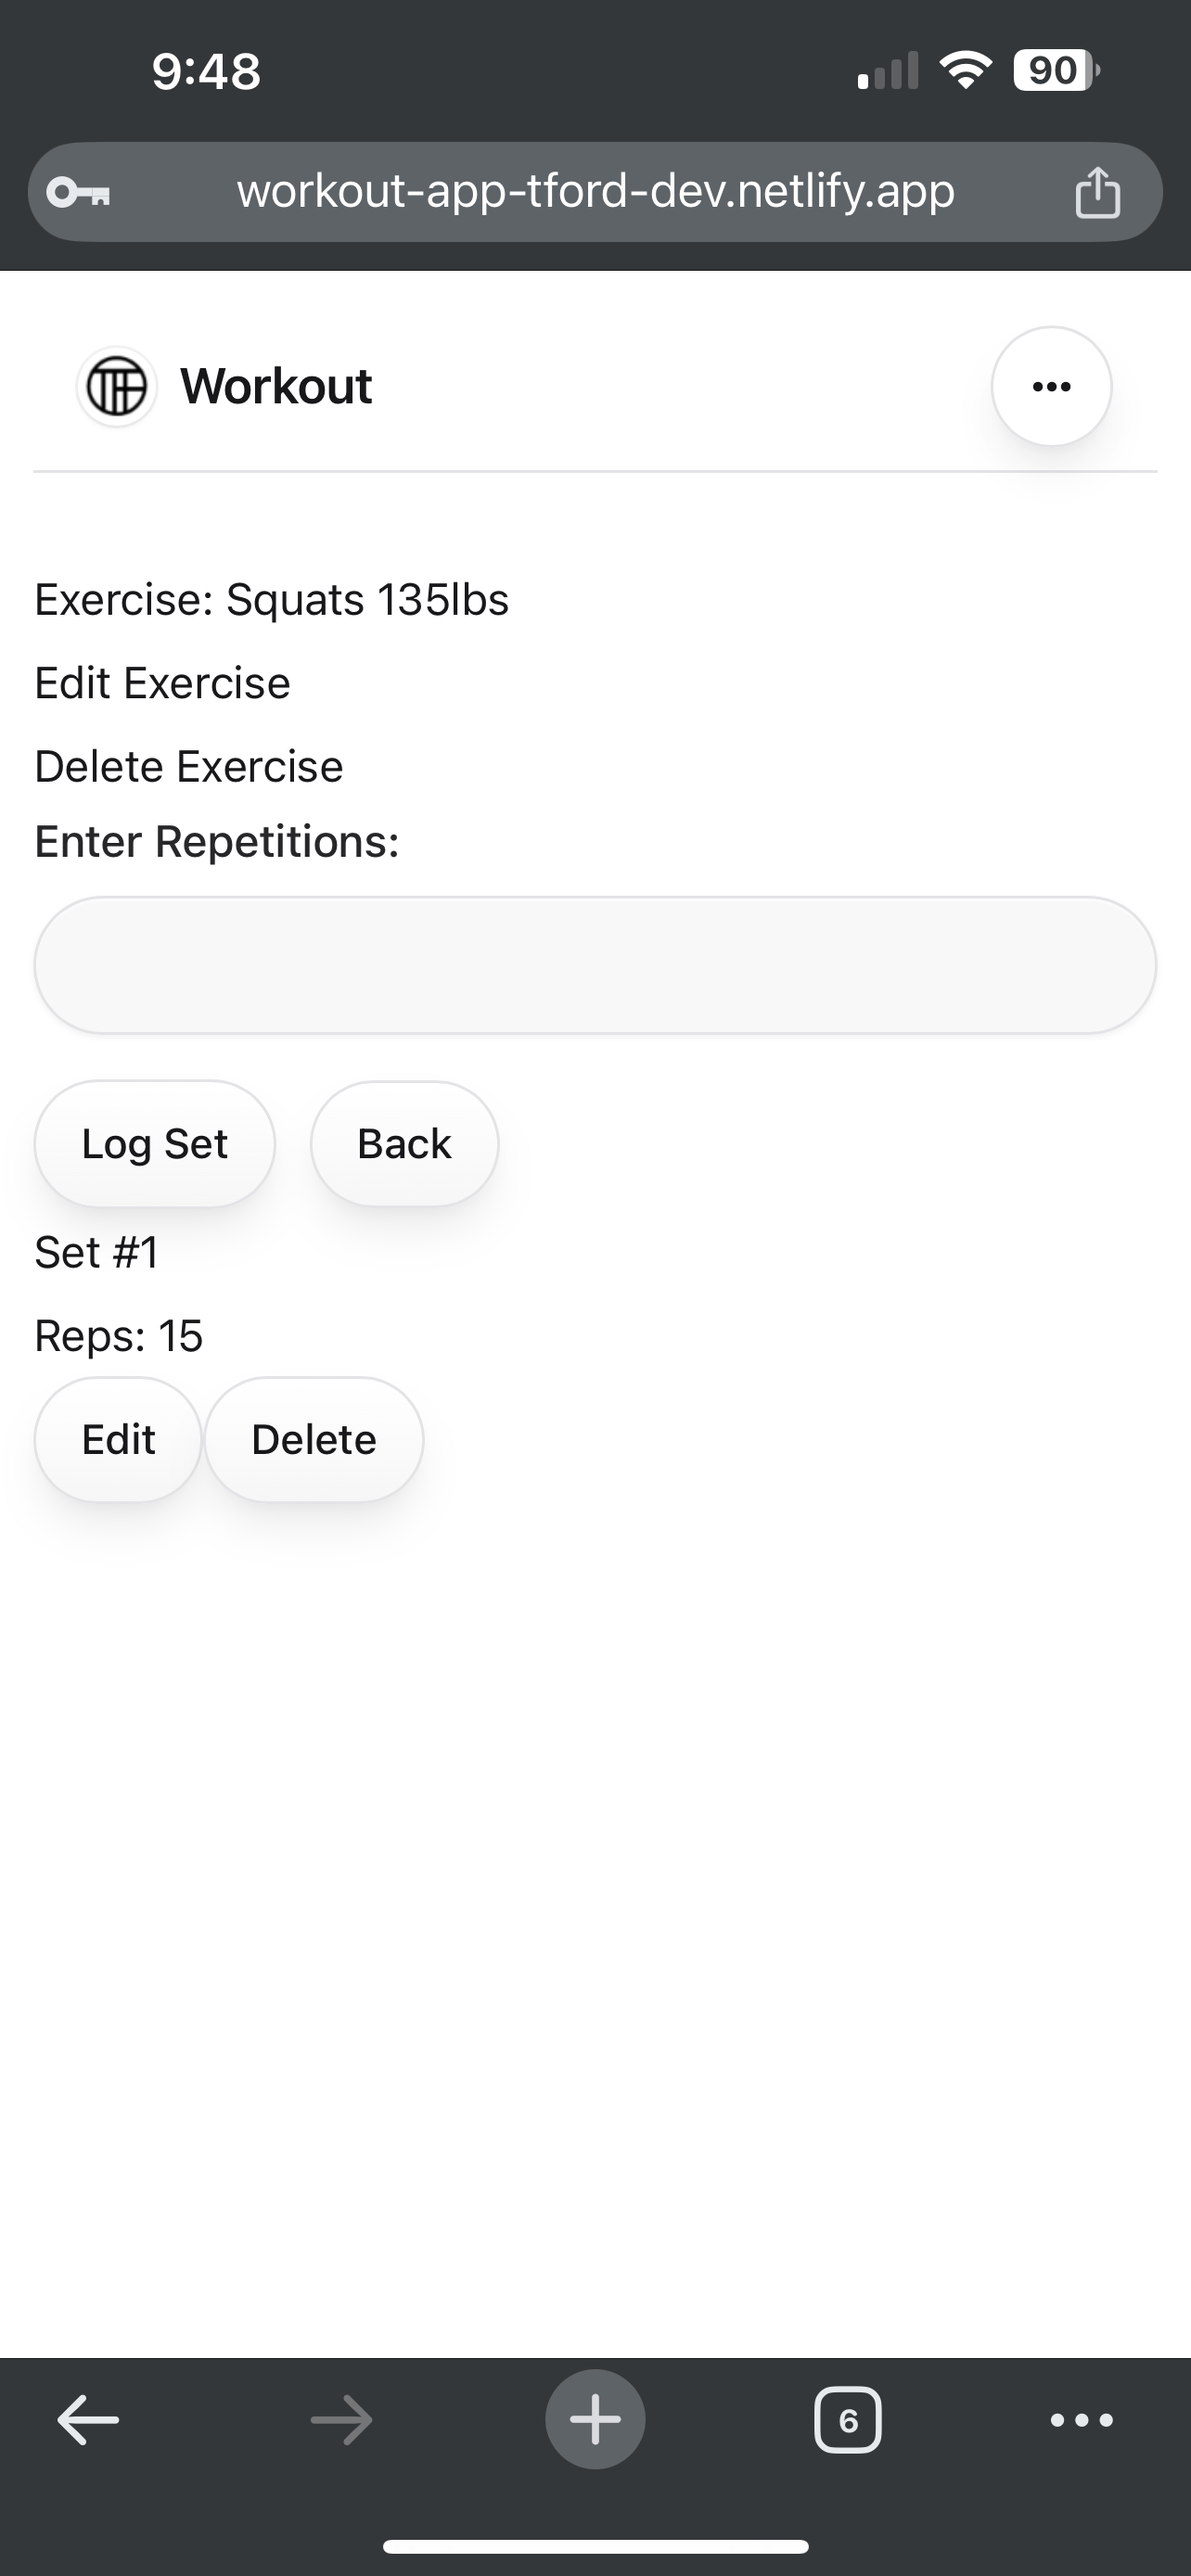 9:48
90
workout-app-tford-dev.netlify.app
Workout
Exercise: Squats 135lbs
Edit Exercise
Delete Exercise
Enter Repetitions:
Log Set Back
Set #1
Reps: 15
Edit Delete
6